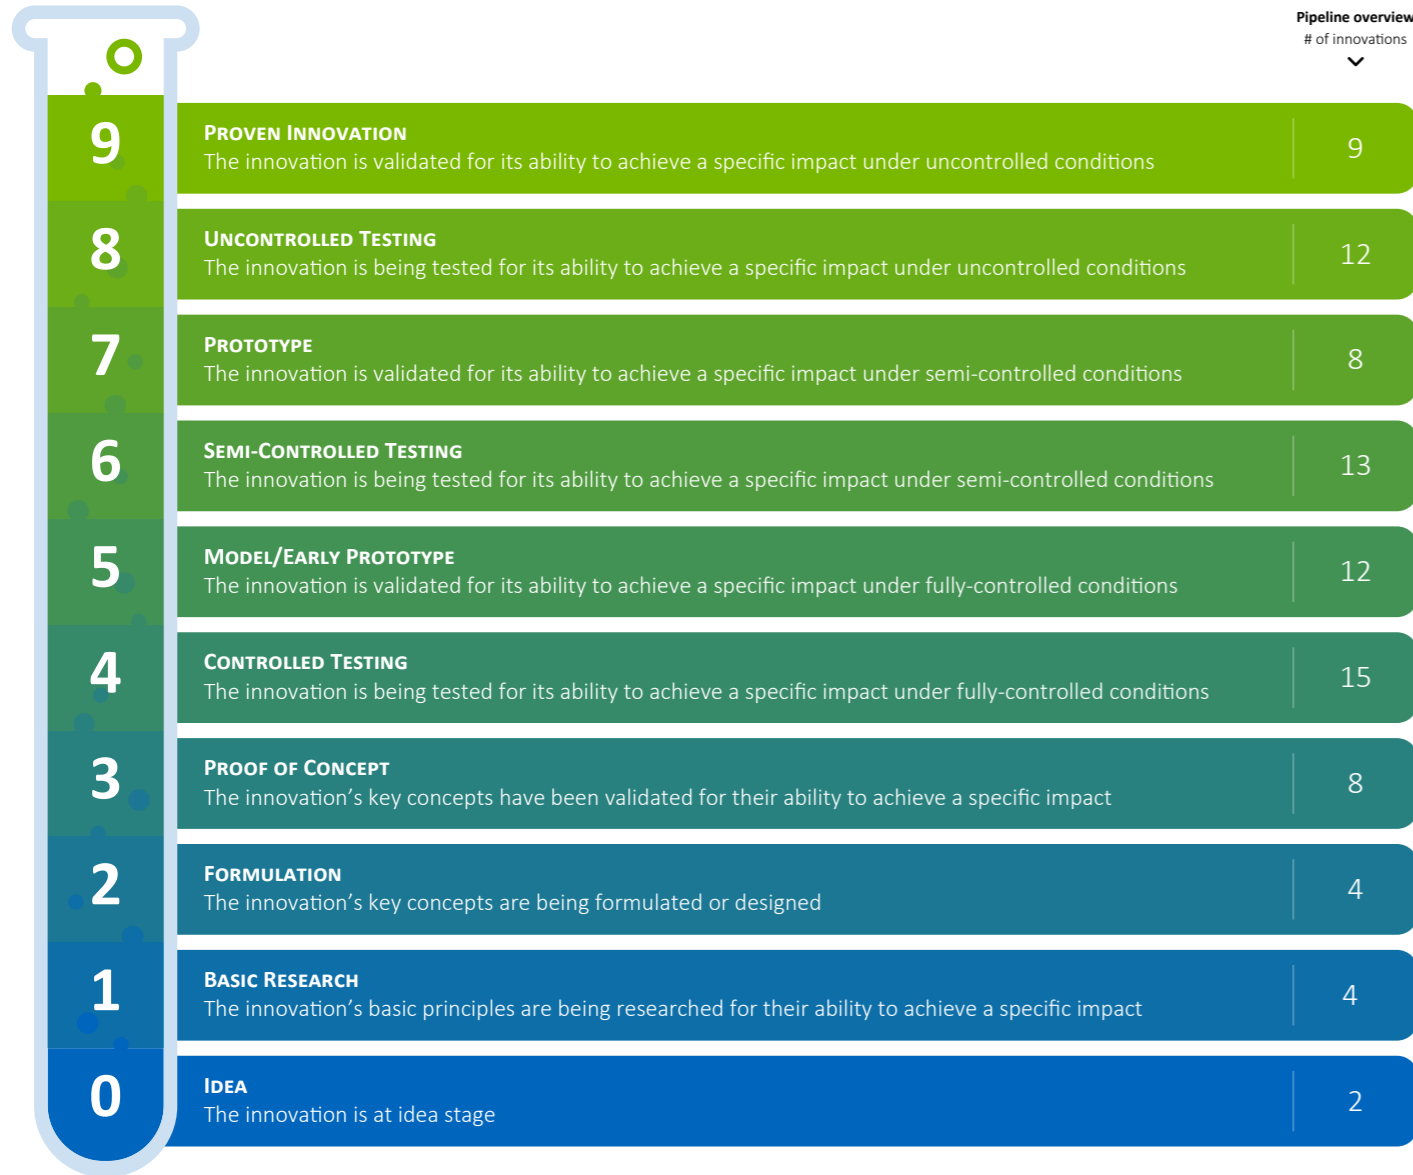 Pipeline overview
# of innovations
9
PROVEN INNOVATION
The innovation is validated for its ability to achieve a specific impact under uncontrolled conditions
9
8
UNCONTROLLED TESTING
The innovation is being tested for its ability to achieve a specific impact under uncontrolled conditions
12
7
PROTOTYPE
The innovation is validated for its ability to achieve a specific impact under semi-controlled conditions
8
6
SEMI-CONTROLLED TESTING
The innovation is being tested for its ability to achieve a specific impact under semi-controlled conditions
13
5
MODEL/EARLY PROTOTYPE
The innovation is validated for its ability to achieve a specific impact under fully-controlled conditions
12
4
CONTROLLED TESTING
The innovation is being tested for its ability to achieve a specific impact under fully-controlled conditions
15
3
PROOF OF CONCEPT
The innovation’s key concepts have been validated for their ability to achieve a specific impact
8
2
FORMULATION
The innovation’s key concepts are being formulated or designed
4
1
BASIC RESEARCH
The innovation’s basic principles are being researched for their ability to achieve a specific impact
4
0
IDEA
The innovation is at idea stage
2